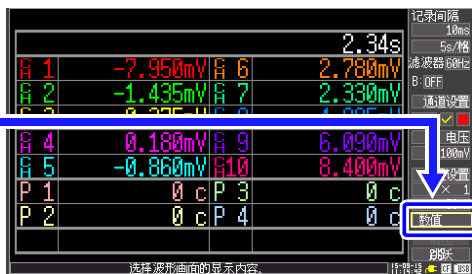 记录间隔
10ms
2.34s
5s/格
滤波器 60Hz
CH 1 -7.950mV CH 6 2.780mV
B: OFF
CH 2 -1.435mV CH 7 2.330mV
通道设置
电压
CH 4 0.180mV CH 9 6.090mV
100mV
CH 5 -0.860mV CH10 8.400mV
× 1
P 1 0 c P 3 0 c
P 2 0 c P 4 0 c
数值
跳跃
选择波形画面的显示内容。
CF USB